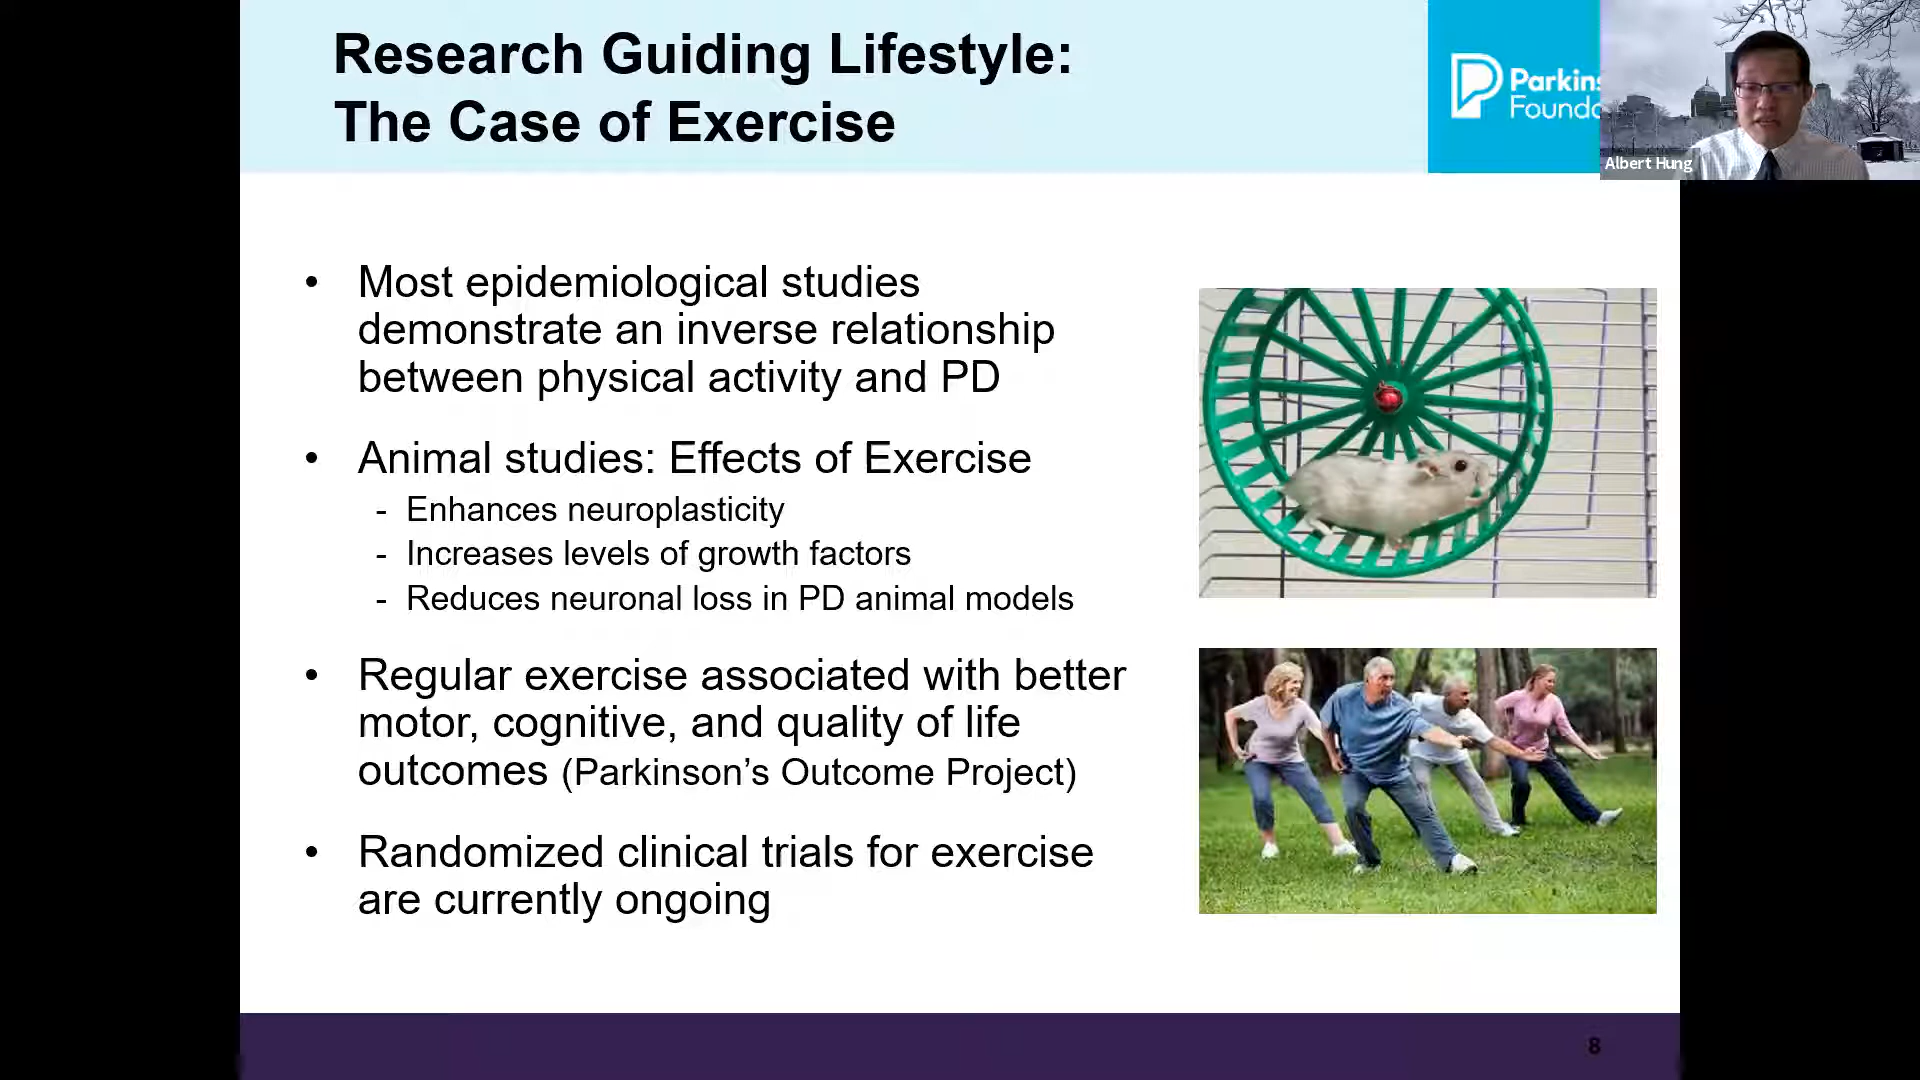 Research Guiding Lifestyle:
The Case of Exercise
Parkins
Founda
Albert Hung
• Most epidemiological studies
demonstrate an inverse relationship
between physical activity and PD
• Animal studies: Effects of Exercise
- Enhances neuroplasticity
- Increases levels of growth factors
- Reduces neuronal loss in PD animal models
• Regular exercise associated with better
motor, cognitive, and quality of life
outcomes (Parkinson’s Outcome Project)
• Randomized clinical trials for exercise
are currently ongoing
8